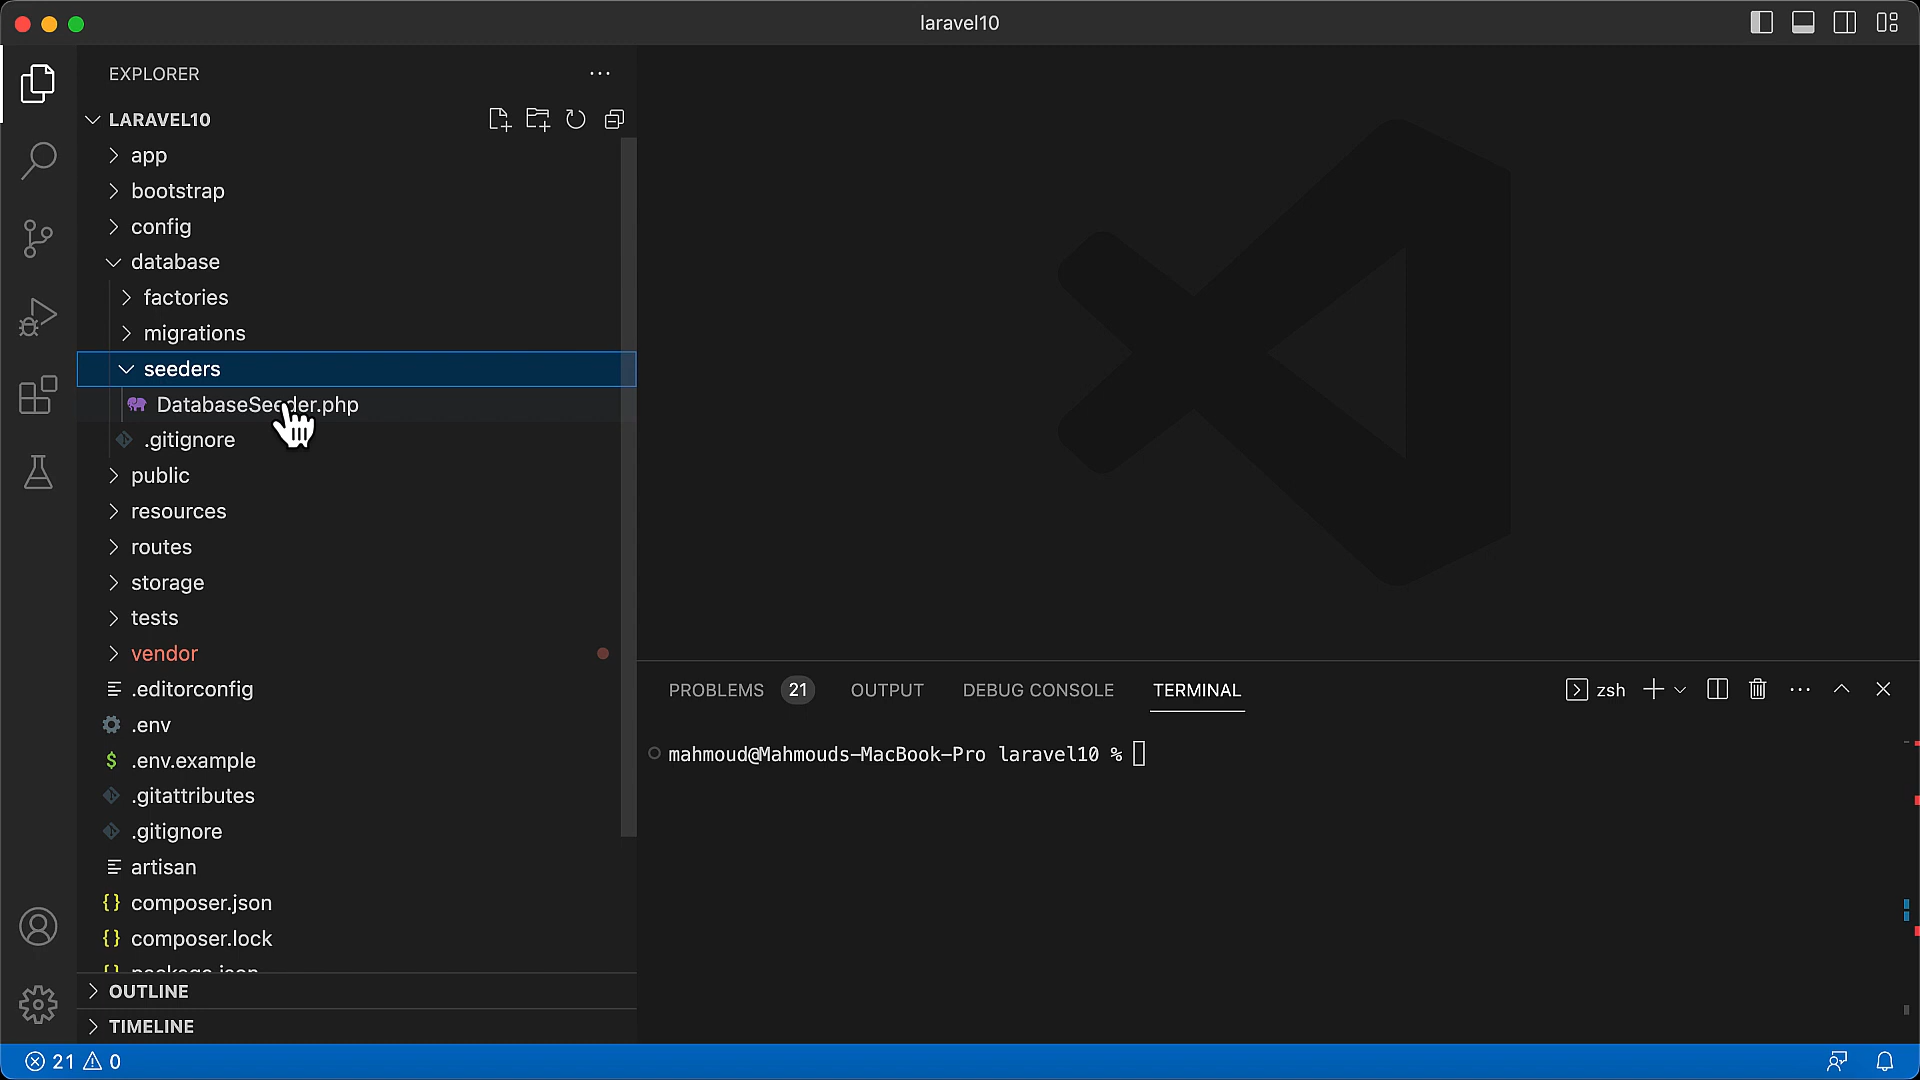 laravel10
EXPLORER
LARAVEL10
app
bootstrap
config
database
factories
migrations
seeders
DatabaseSeeder.php
.gitignore
public
resources
routes
storage
tests
vendor
.editorconfig
.env
$ .env.example
.gitattributes
.gitignore
artisan
{} composer.json
{} composer.lock
{} package.json
OUTLINE
TIMELINE
PROBLEMS 21 OUTPUT DEBUG CONSOLE TERMINAL zsh
mahmoud@Mahmouds-MacBook-Pro laravel10 %
21 0